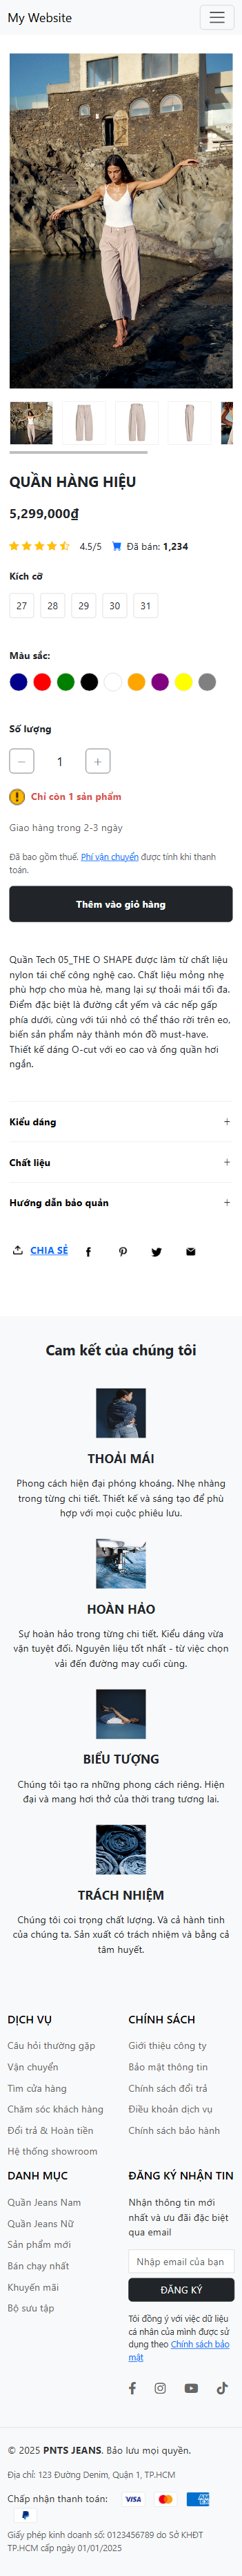 My Website
QUẦN HÀNG HIỆU
5,299,000₫
4.5/5 Đã bán: 1,234
Kích cỡ
27 28 29 30 31
Màu sắc:
Số lượng
− 1 +
Chỉ còn 1 sản phẩm
Giao hàng trong 2-3 ngày
Đã bao gồm thuế. Phí vận chuyển được tính khi thanh
toán.
Thêm vào giỏ hàng
Quần Tech 05_THE O SHAPE được làm từ chất liệu
nylon tái chế công nghệ cao. Chất liệu mỏng nhẹ
phù hợp cho mùa hè, mang lại sự thoải mái tối đa.
Điểm đặc biệt là đường cắt yếm và các nếp gấp
phía dưới, cùng với túi nhỏ có thể tháo rời trên eo,
biến sản phẩm này thành món đồ must-have.
Thiết kế dáng O-cut với eo cao và ống quần hơi
ngắn.
Kiểu dáng +
Chất liệu +
Hướng dẫn bảo quản +
CHIA SẺ
Cam kết của chúng tôi
THOẢI MÁI
Phong cách hiện đại phóng khoáng. Nhẹ nhàng
trong từng chi tiết. Thiết kế và sáng tạo để phù
hợp với mọi cuộc phiêu lưu.
HOÀN HẢO
Sự hoàn hảo trong từng chi tiết. Kiểu dáng vừa
vặn tuyệt đối. Nguyên liệu tốt nhất - từ việc chọn
vải đến đường may cuối cùng.
BIỂU TƯỢNG
Chúng tôi tạo ra những phong cách riêng. Hiện
đại và mang hơi thở của thời trang tương lai.
TRÁCH NHIỆM
Chúng tôi coi trọng chất lượng. Và cả hành tinh
của chúng ta. Sản xuất có trách nhiệm và bằng cả
tâm huyết.
DỊCH VỤ
Câu hỏi thường gặp
Vận chuyển
Tìm cửa hàng
Chăm sóc khách hàng
Đổi trả & Hoàn tiền
Hệ thống showroom
CHÍNH SÁCH
Giới thiệu công ty
Bảo mật thông tin
Chính sách đổi trả
Điều khoản dịch vụ
Chính sách bảo hành
DANH MỤC
Quần Jeans Nam
Quần Jeans Nữ
Sản phẩm mới
Bán chạy nhất
Khuyến mãi
Bộ sưu tập
ĐĂNG KÝ NHẬN TIN
Nhận thông tin mới
nhất và ưu đãi đặc biệt
qua email
Nhập email của bạn
ĐĂNG KÝ
Tôi đồng ý với việc dữ liệu
cá nhân của mình được sử
dụng theo Chính sách bảo
mật
© 2025 PNTS JEANS. Bảo lưu mọi quyền.
Địa chỉ: 123 Đường Denim, Quận 1, TP.HCM
Chấp nhận thanh toán: VISA
Giấy phép kinh doanh số: 0123456789 do Sở KHĐT
TP.HCM cấp ngày 01/01/2025